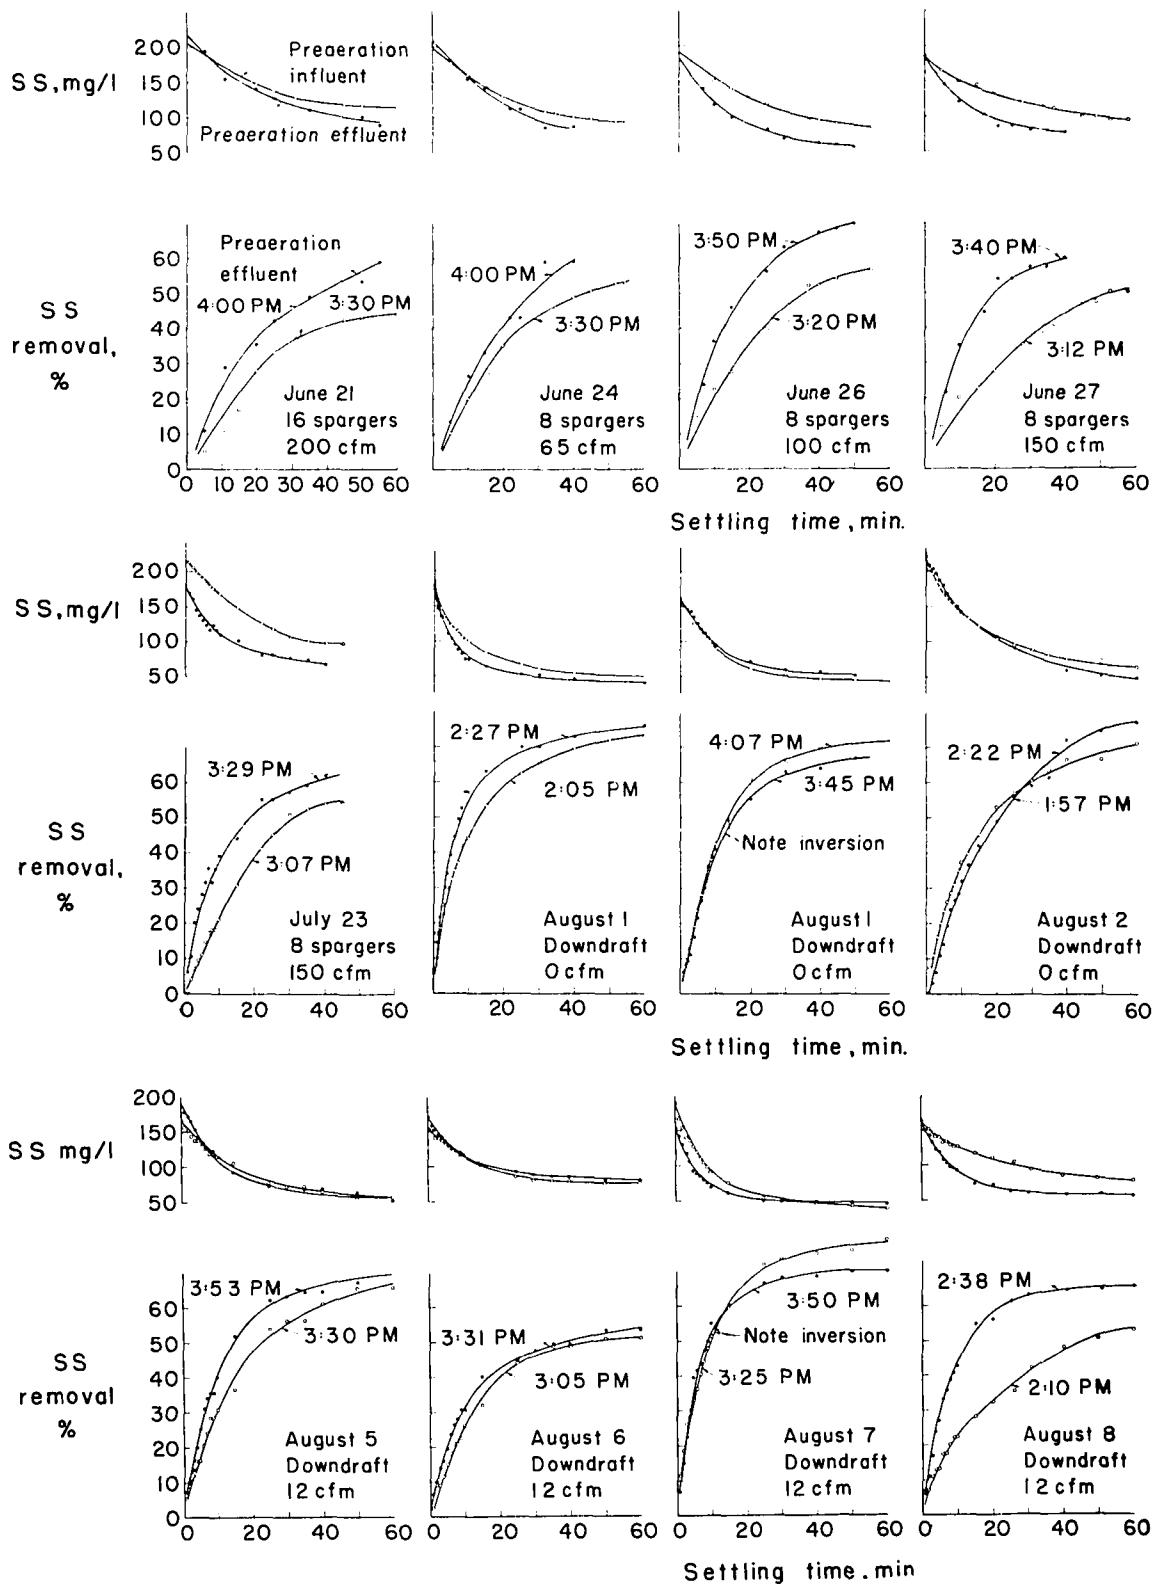 200
150
100
50
SS,mg/l
Preaeration
influent
Preaeration effluent
60
50
40
30
20
10
0
SS
removal,
%
Preaeration
effluent
4:00 PM
3:30 PM
June 21
16 spargers
200 cfm
0 10 20 30 40 50 60
4:00 PM
3:30 PM
June 24
8 spargers
65 cfm
20 40 60
3:50 PM
3:20 PM
June 26
8 spargers
100 cfm
0 20 40 60
3:40 PM
3:12 PM
June 27
8 spargers
150 cfm
20 40 60
Settling time, min.
200
150
100
50
SS,mg/l
60
50
40
30
20
10
0
SS
removal,
%
3:29 PM
3:07 PM
July 23
8 spargers
150 cfm
0 20 40 60
2:27 PM
2:05 PM
August 1
Downdraft
0 cfm
0 20 40 60
4:07 PM
3:45 PM
Note inversion
August 1
Downdraft
0 cfm
0 20 40 60
2:22 PM
1:57 PM
August 2
Downdraft
0 cfm
0 20 40 60
Settling time, min.
200
150
100
50
SS mg/l
60
50
40
30
20
10
0
SS
removal
%
3:53 PM
3:30 PM
August 5
Downdraft
12 cfm
0 20 40 60
3:31 PM
3:05 PM
August 6
Downdraft
12 cfm
0 20 40 60
3:50 PM
Note inversion
3:25 PM
August 7
Downdraft
12 cfm
0 20 40 60
2:38 PM
2:10 PM
August 8
Downdraft
12 cfm
0 20 40 60
Settling time. min